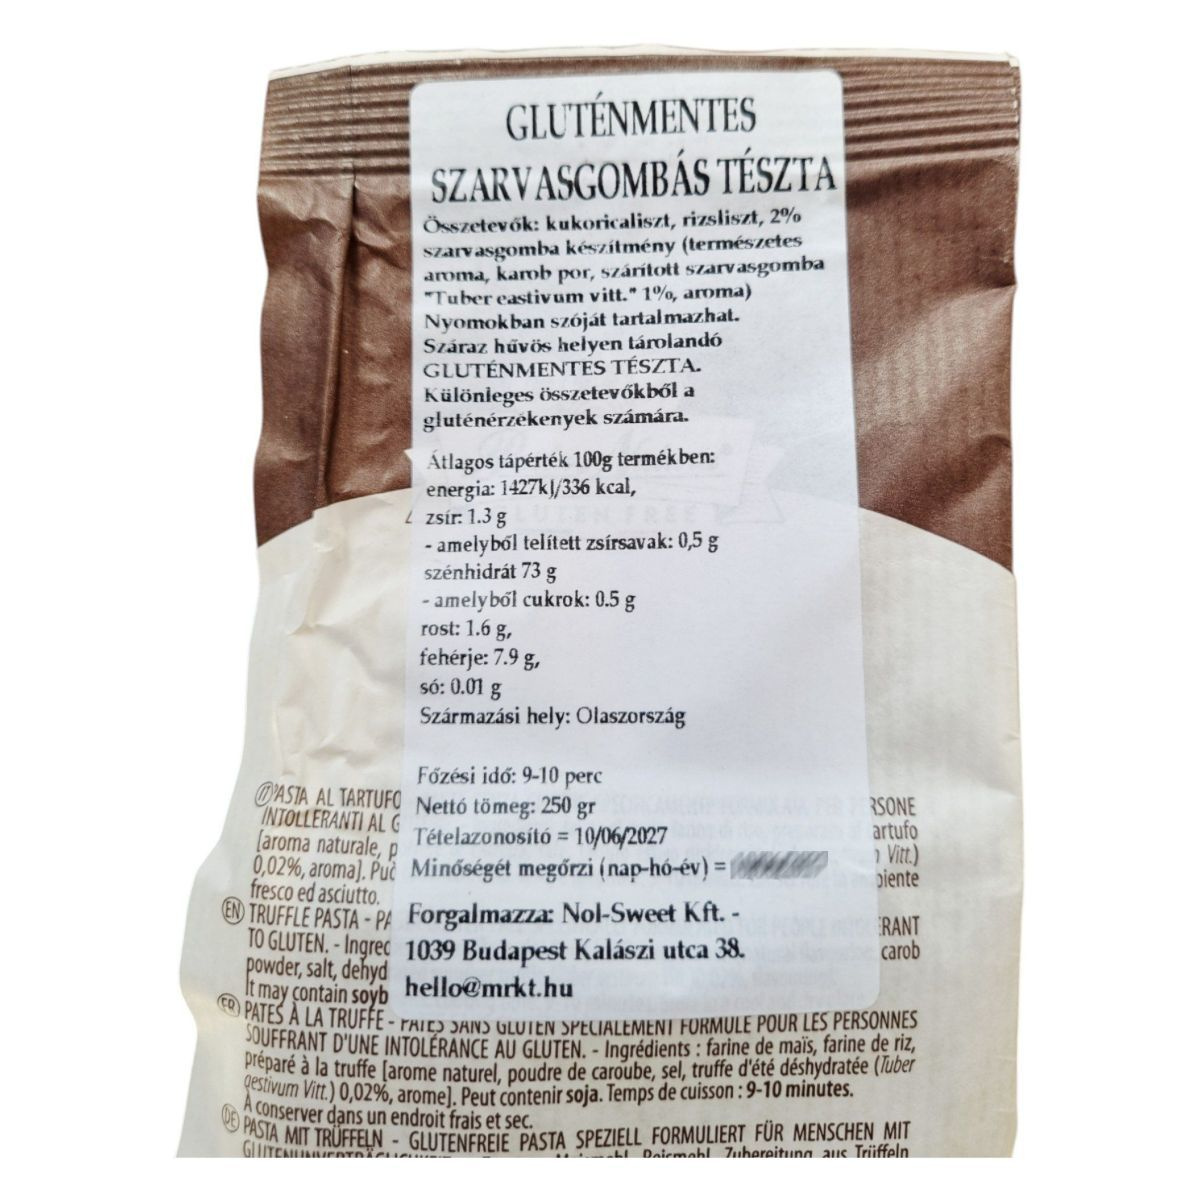 GLUTÉNMENTES
SZARVASGOMBÁS TÉSZTA
Összetevők: kukoricaliszt, rizsliszt, 2%
szarvasgomba készítmény (természetes
aroma, karob por, szárított szarvasgomba
"Tuber eastivum vitt." 1%, aroma)
Nyomokban szóját tartalmazhat.
Száraz hűvös helyen tárolandó
GLUTÉNMENTES TÉSZTA.
Különleges összetevőkből a
gluténérzékenyek számára.
Átlagos tápérték 100g termékben:
energia: 1427kJ/336 kcal,
zsír: 1.3 g
- amelyből telített zsírsavak: 0,5 g
szénhidrát 73 g
- amelyből cukrok: 0.5 g
rost: 1.6 g,
fehérje: 7.9 g,
só: 0.01 g
Származási hely: Olaszország
Főzési idő: 9-10 perc
Nettó tömeg: 250 gr
Tételazonosító = 10/06/2027
Minőségét megőrzi (nap-hó-év) =
Forgalmazza: Nol-Sweet Kft. -
1039 Budapest Kalászi utca 38.
hello@mrkt.hu
IT PASTA AL TARTUFO
INTOLLERANTI AL
[aroma naturale,
0,02%, aroma]. Può
fresco ed asciutto.
EN TRUFFLE PASTA -
TO GLUTEN. -
powder, salt,
It may contain
carob
FR PATES À LA TRUFFE - PATES SANS GLUTEN SPÉCIALEMENT FORMULÉ POUR LES PERSONNES
SOUFFRANT D'UNE INTOLÉRANCE AU GLUTEN. - Ingrédients : farine de maïs, farine de riz,
préparé à la truffe [arome naturel, poudre de caroube, sel, truffe d'été déshydratée (Tuber
aestivum Vitt.) 0,02%, arome]. Peut contenir soja. Temps de cuisson : 9-10 minutes.
À conserver dans un endroit frais et sec.
DE PASTA MIT TRÜFFELN - GLUTENFREIE PASTA SPEZIELL FORMULIERT FÜR MENSCHEN MIT
Zubereitung aus Trüffeln